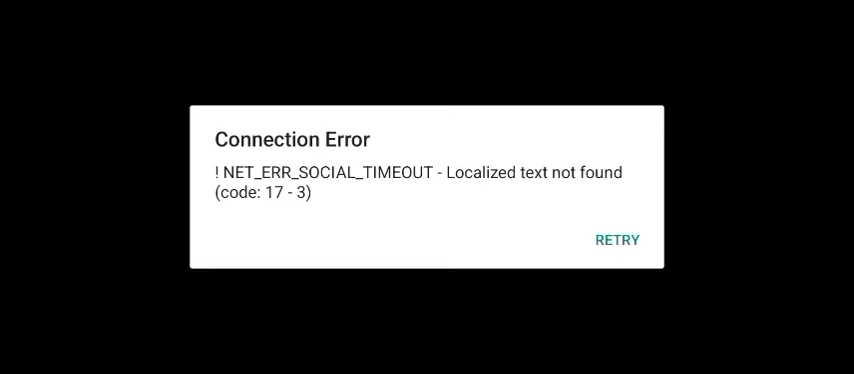 Connection Error
! NET_ERR_SOCIAL_TIMEOUT - Localized text not found
(code: 17 - 3)
RETRY